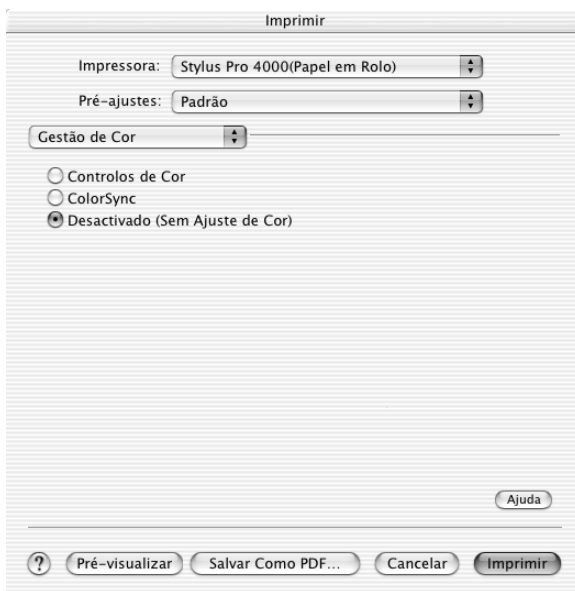 Imprimir
Impressora: Stylus Pro 4000(Papel em Rolo)
Pré-ajustes: Padrão
Gestão de Cor
Controlos de Cor
ColorSync
Desactivado (Sem Ajuste de Cor)
Ajuda
? Pré-visualizar Salvar Como PDF... Cancelar Imprimir